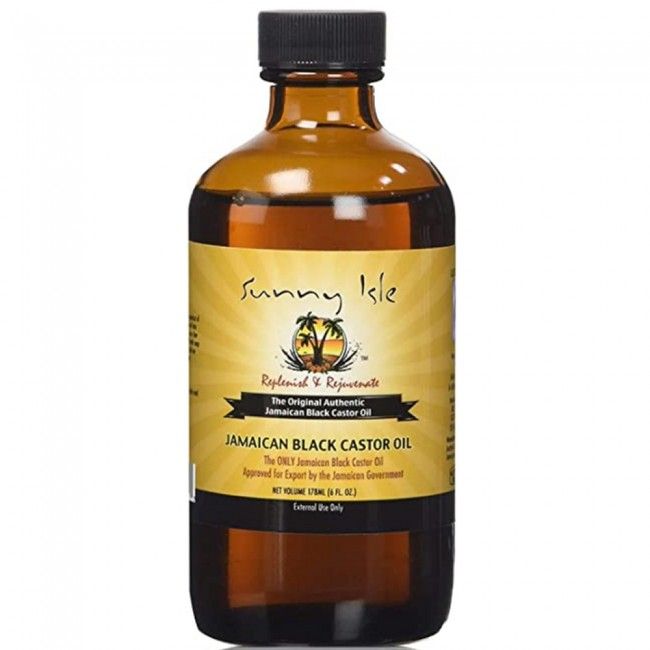 Sunny Isle
TM
Replenish & Rejuvenate
The Original Authentic
Jamaican Black Castor Oil
JAMAICAN BLACK CASTOR OIL
The ONLY Jamaican Black Castor Oil
Approved for Export by the Jamaican Government
NET VOLUME 178ML (6 FL. OZ.)
External Use Only